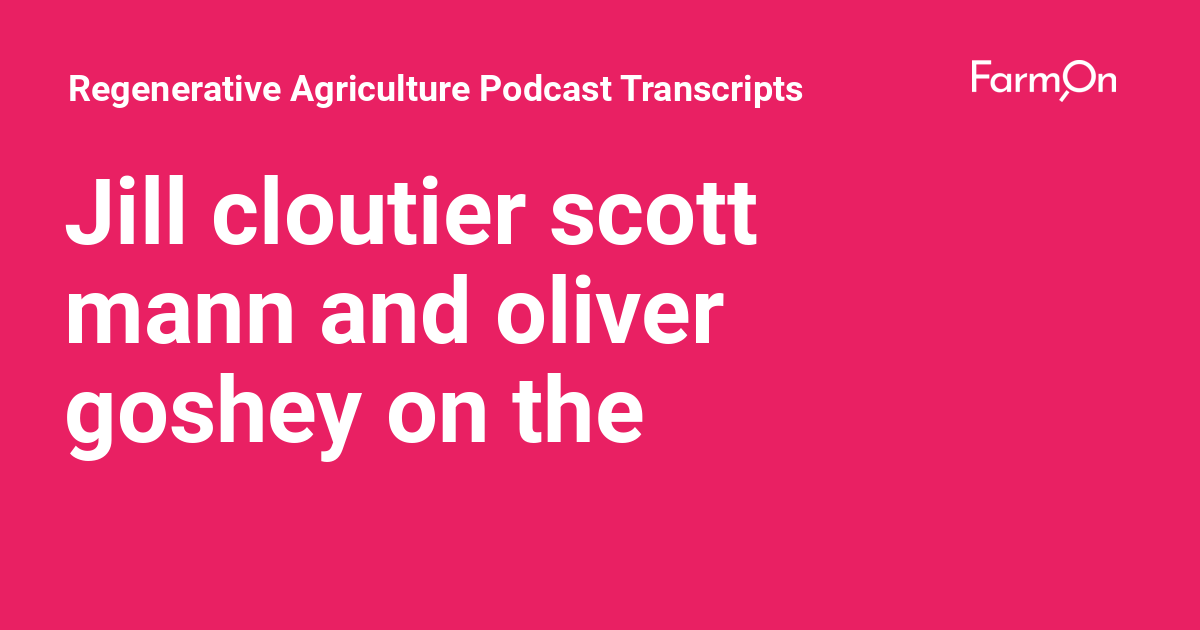 Regenerative Agriculture Podcast Transcripts
FarmOn
Jill cloutier scott
mann and oliver
goshey on the